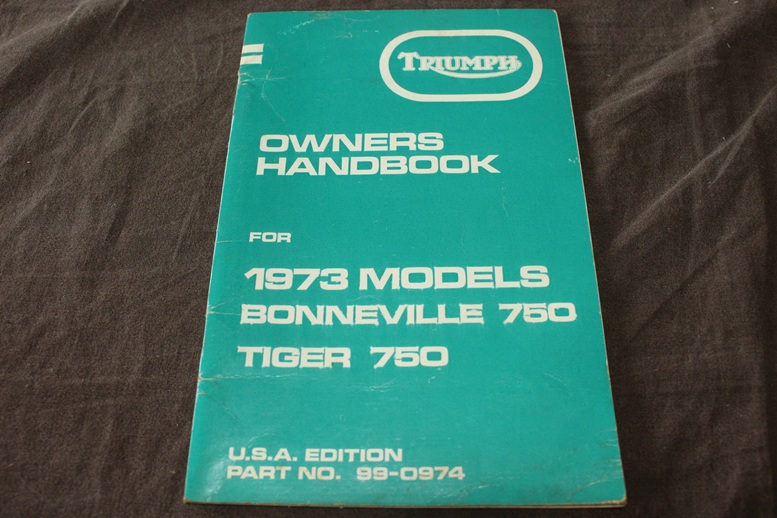 TRIUMPH
OWNERS
HANDBOOK
FOR
1973 MODELS
BONNEVILLE 750
TIGER 750
U.S.A. EDITION
PART NO. 99-0974